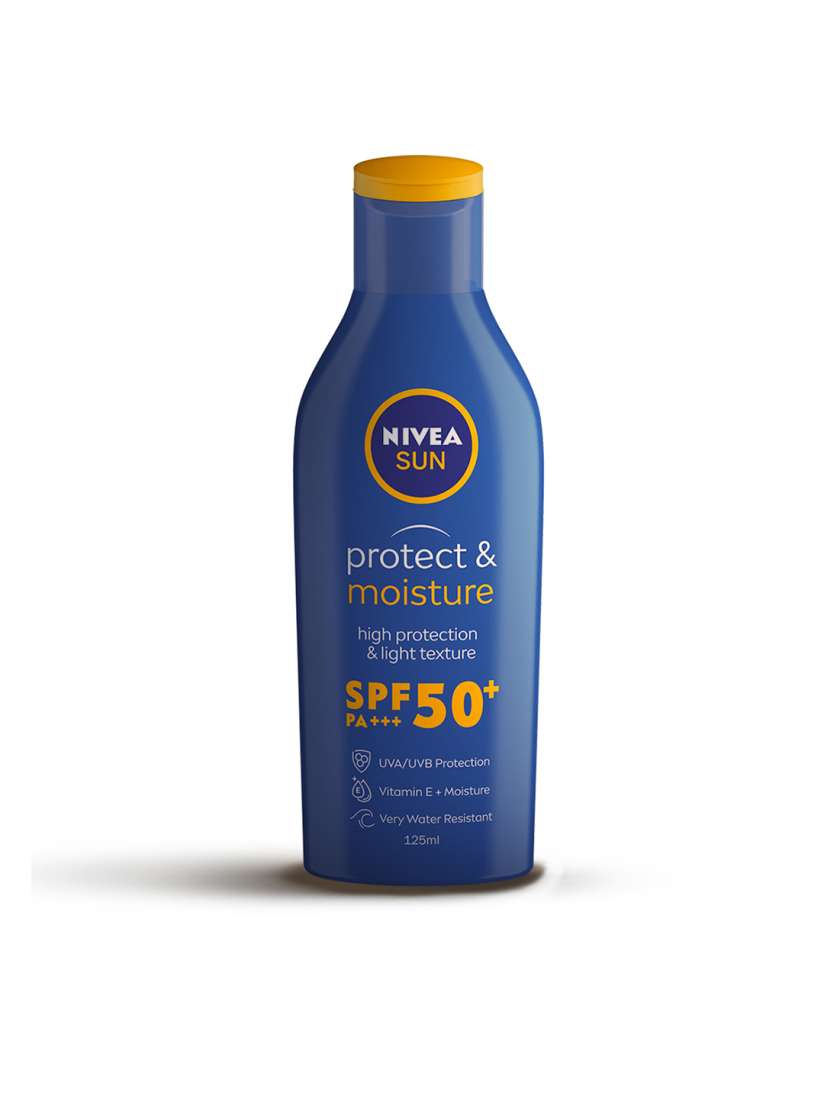 NIVEA
SUN
protect &
moisture
high protection
& light texture
SPF 50+
PA+++
UVA/UVB Protection
E
Vitamin E + Moisture
Very Water Resistant
125ml